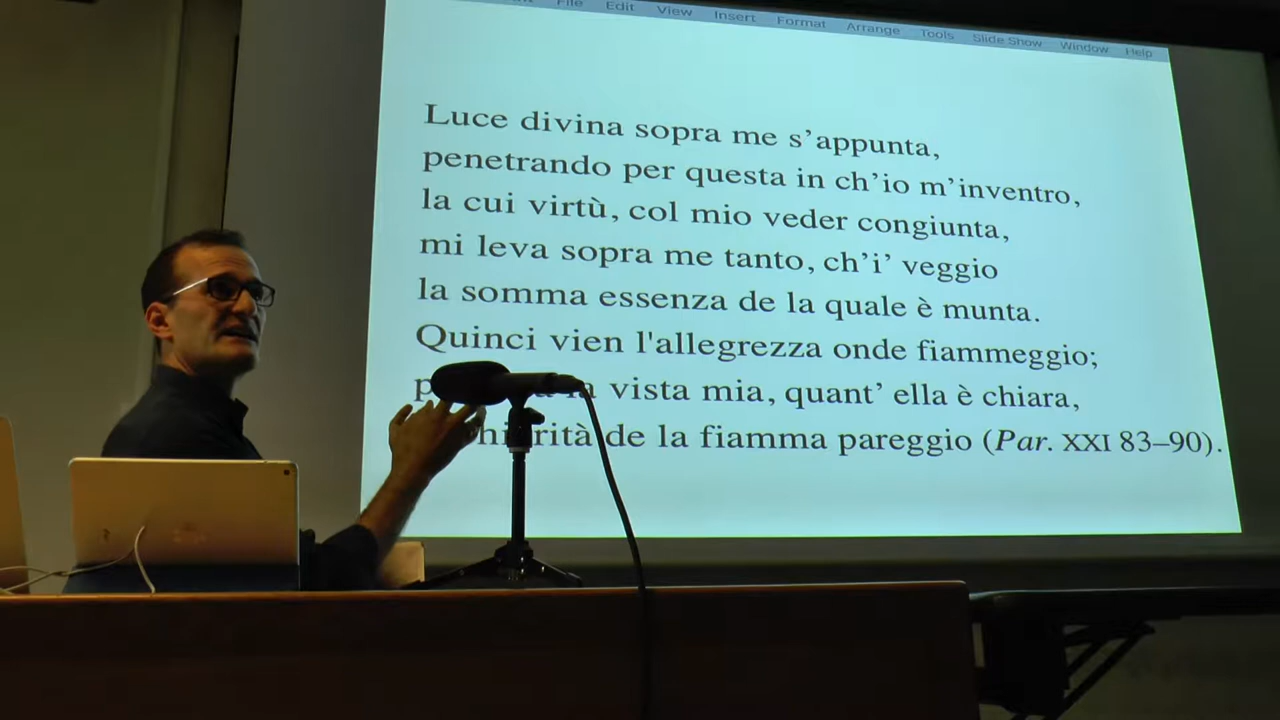 File Edit View Insert Format Arrange Tools Slide Show Window Help
Luce divina sopra me s’appunta,
penetrando per questa in ch’io m’inventro,
la cui virtù, col mio veder congiunta,
mi leva sopra me tanto, ch’i’ veggio
la somma essenza de la quale è munta.
Quinci vien l'allegrezza onde fiammeggio;
vista mia, quant’ ella è chiara,
de la fiamma pareggio (Par. XXI 83–90).